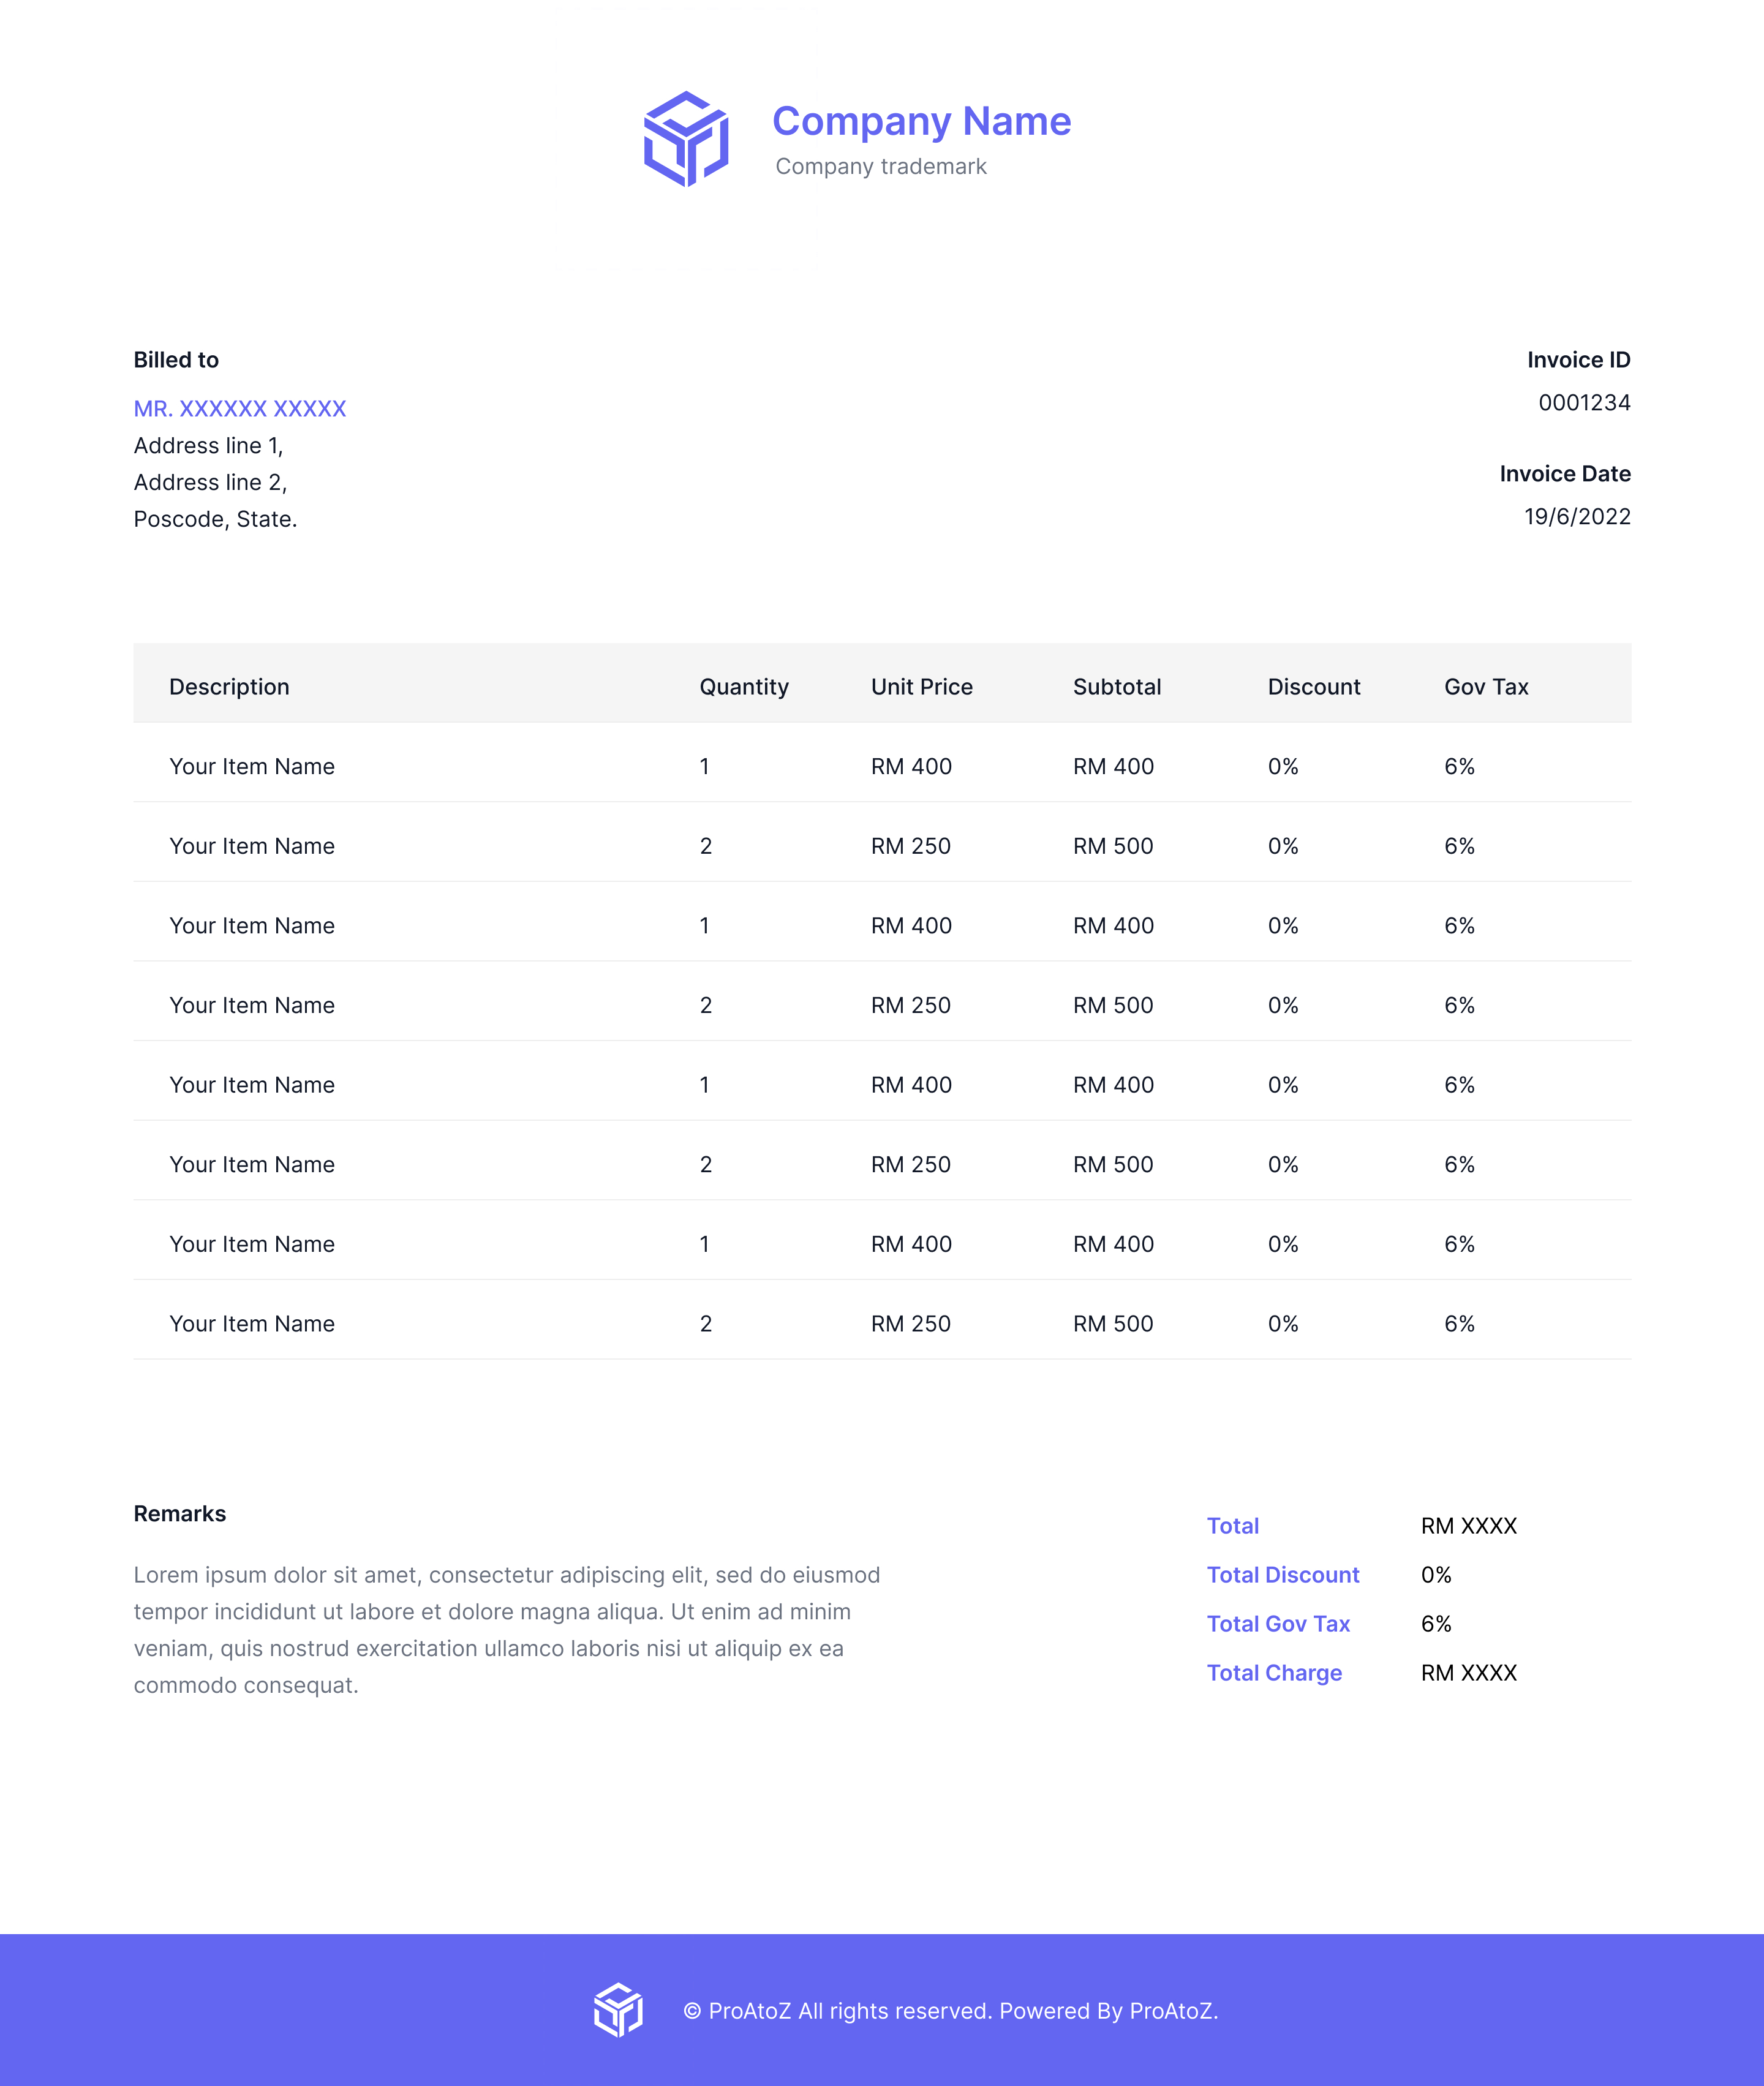 Company Name
Company trademark
Billed to
MR. XXXXXX XXXXX
Address line 1,
Address line 2,
Poscode, State.
Invoice ID
0001234
Invoice Date
19/6/2022
Description Quantity Unit Price Subtotal Discount Gov Tax
Your Item Name 1 RM 400 RM 400 0% 6%
Your Item Name 2 RM 250 RM 500 0% 6%
Your Item Name 1 RM 400 RM 400 0% 6%
Your Item Name 2 RM 250 RM 500 0% 6%
Your Item Name 1 RM 400 RM 400 0% 6%
Your Item Name 2 RM 250 RM 500 0% 6%
Your Item Name 1 RM 400 RM 400 0% 6%
Your Item Name 2 RM 250 RM 500 0% 6%
Remarks
Lorem ipsum dolor sit amet, consectetur adipiscing elit, sed do eiusmod
tempor incididunt ut labore et dolore magna aliqua. Ut enim ad minim
veniam, quis nostrud exercitation ullamco laboris nisi ut aliquip ex ea
commodo consequat.
Total RM XXXX
Total Discount 0%
Total Gov Tax 6%
Total Charge RM XXXX
© ProAtoZ All rights reserved. Powered By ProAtoZ.